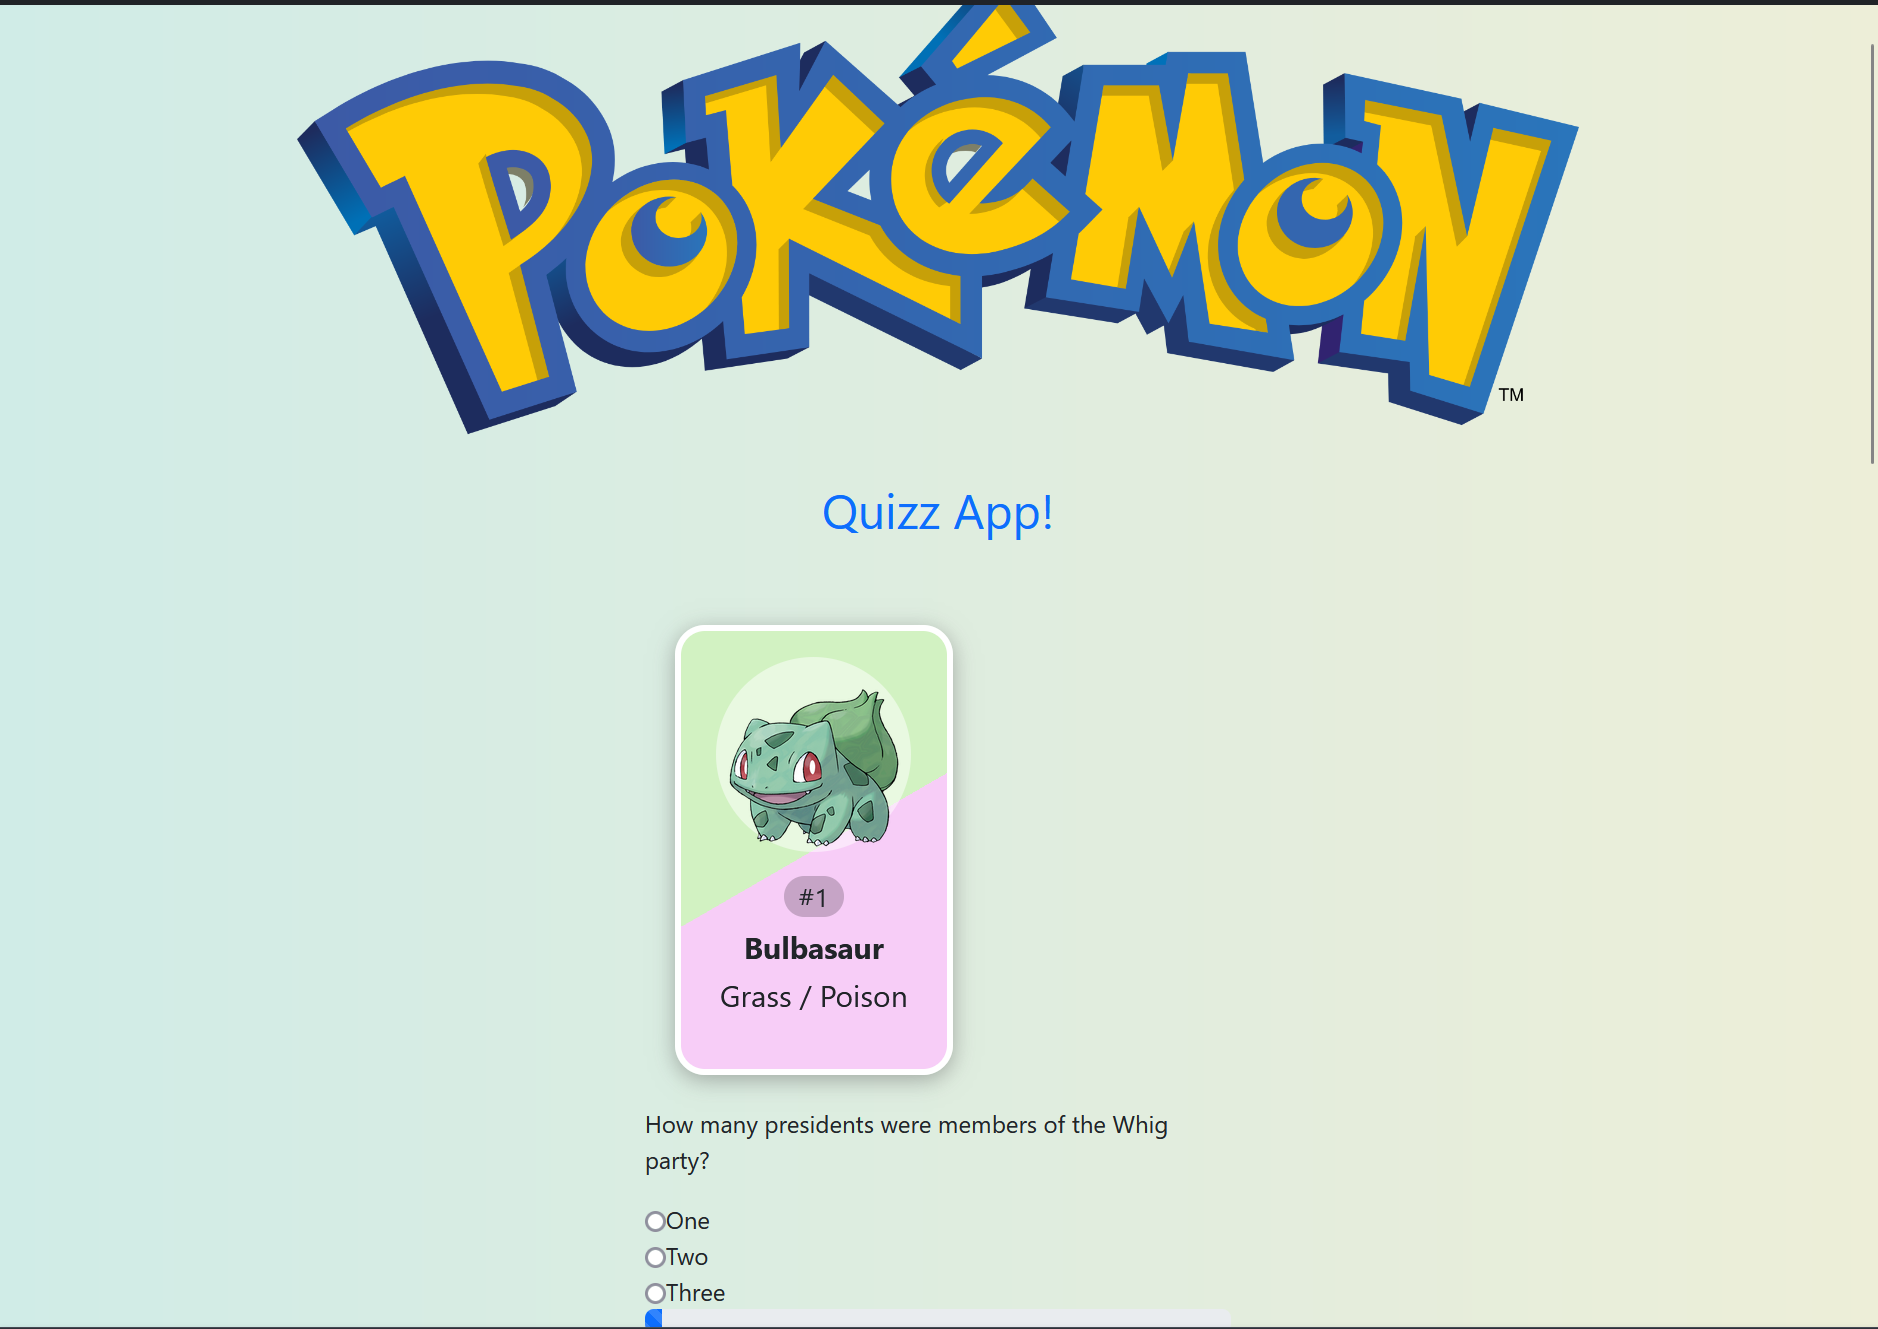 POKéMON
TM
Quizz App!
#1
Bulbasaur
Grass / Poison
How many presidents were members of the Whig
party?
One
Two
Three